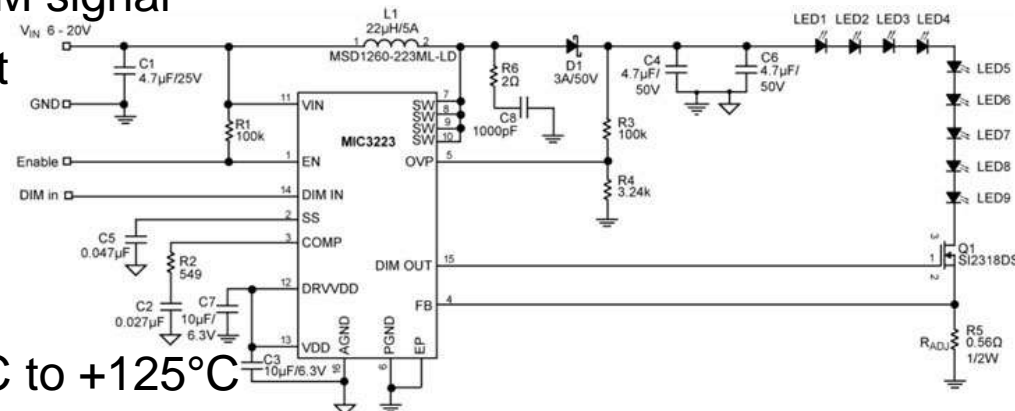 M signal
t
C to +125°C
V_IN 6 - 20V
L1
22µH/5A
1 2
MSD1260-223ML-LD
C1
4.7µF/25V
GND
R1
100k
Enable
DIM in
C5
0.047µF
R2
549
C2
0.027µF
C7
10µF/
6.3V
C3
10µF/6.3V
MIC3223
11 VIN
1 EN
14 DIM IN
2 SS
3 COMP
12 DRVVDD
13 VDD
AGND 16
PGND 6
EP
SW 7
SW 8
SW 9
SW 10
OVP 5
DIM OUT 15
FB 4
R6
2Ω
C8
1000pF
D1
3A/50V
R3
100k
R4
3.24k
C4
4.7µF/
50V
C6
4.7µF/
50V
LED1 LED2 LED3 LED4
LED5
LED6
LED7
LED8
LED9
3
1
2
Q1
SI2318DS
R_ADJ
R5
0.56Ω
1/2W